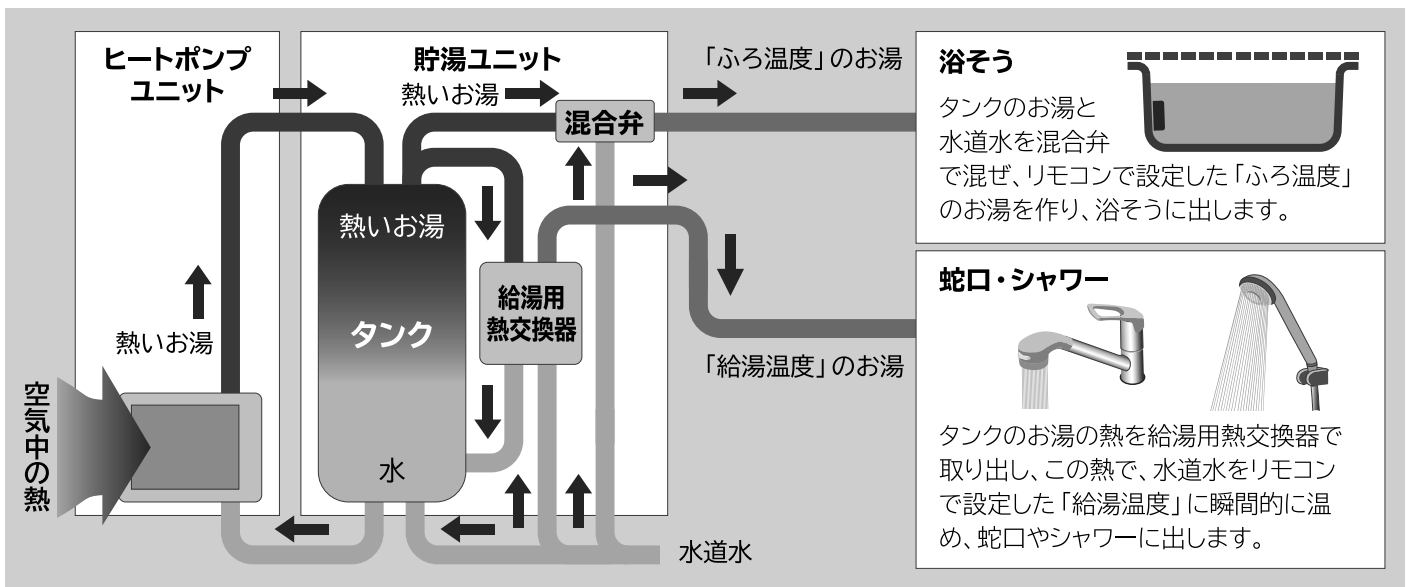 ヒートポンプ
ユニット
貯湯ユニット
熱いお湯
混合弁
「ふろ温度」のお湯
熱いお湯
タンク
水
給湯用
熱交換器
熱いお湯
空気中の熱
「給湯温度」のお湯
水道水
浴そう
タンクのお湯と
水道水を混合弁
で混ぜ、リモコンで設定した「ふろ温度」
のお湯を作り、浴そうに出します。
蛇口・シャワー
タンクのお湯の熱を給湯用熱交換器で
取り出し、この熱で、水道水をリモコン
で設定した「給湯温度」に瞬間的に温
め、蛇口やシャワーに出します。